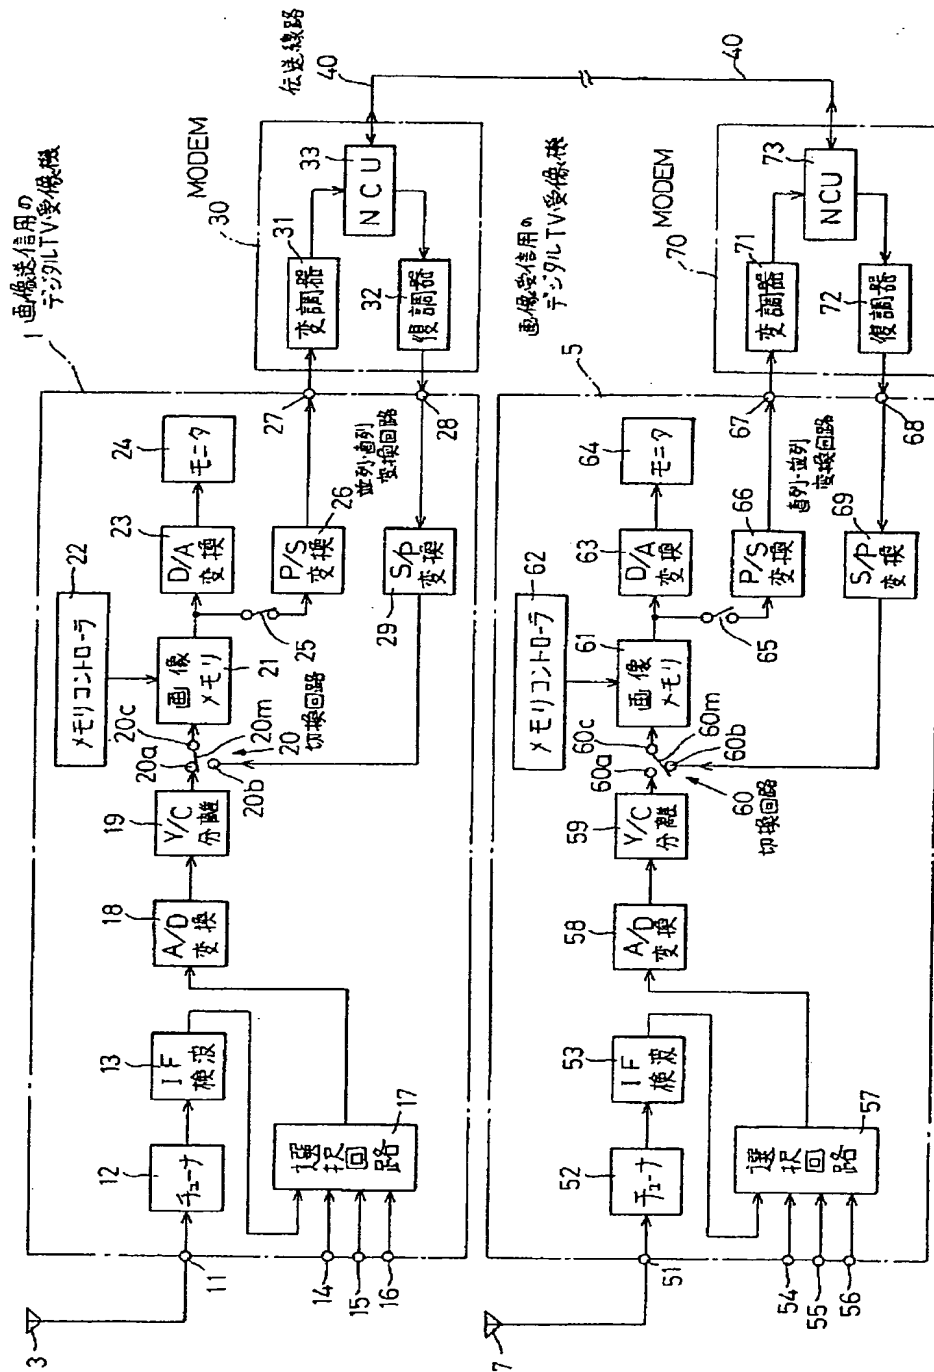 1 画像送信用の
デジタルTV受像機
3
11
12
チューナ
13
IF
検波
14
15
16
17
選択回路
18
A/D
変換
19
Y/C
分離
20a
20c
20m
20
20b
切換回路
21
画像
メモリ
22
メモリコントローラ
23
D/A
変換
24
モニタ
25
26
P/S
変換
並列・直列
変換回路
27
28
29
S/P
変換
MODEM
30
31
変調器
32
復調器
33
NCU
伝送線路
40
40
画像受信用の
デジタルTV受像機
5
7
51
52
チューナ
53
IF
検波
54
55
56
57
選択回路
58
A/D
変換
59
Y/C
分離
60a
60c
60m
60b
60
切換回路
61
画像
メモリ
62
メモリコントローラ
63
D/A
変換
64
モニタ
65
66
P/S
変換
直列・並列
変換回路
67
68
69
S/P
変換
MODEM
70
71
変調器
72
復調器
73
NCU